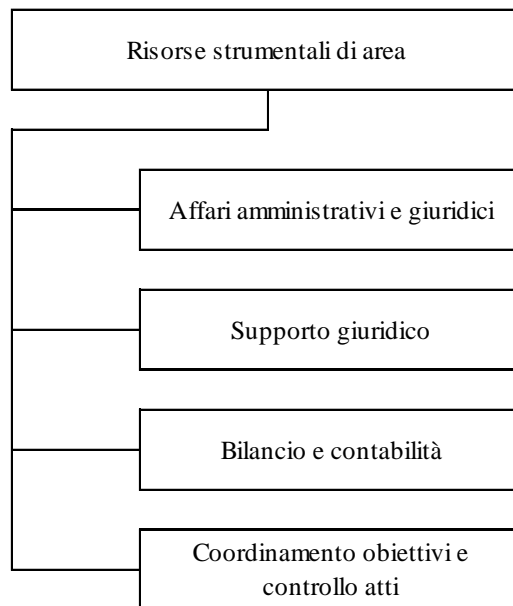 Risorse strumentali di area
Affari amministrativi e giuridici
Supporto giuridico
Bilancio e contabilità
Coordinamento obiettivi e
controllo atti